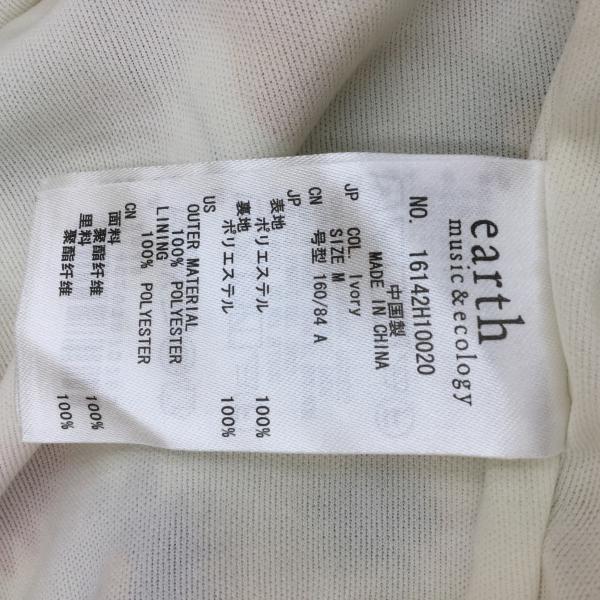 earth
music&ecology
NO. 16142H10020
中国製
MADE IN CHINA
JP COL. Ivory
SIZE M
CN 号型 160/84 A
JP
表地
ポリエステル 100%
裏地
ポリエステル 100%
US
OUTER MATERIAL
100% POLYESTER
LINING
100% POLYESTER
CN
面料
聚酯纤维 100%
里料
聚酯纤维 100%